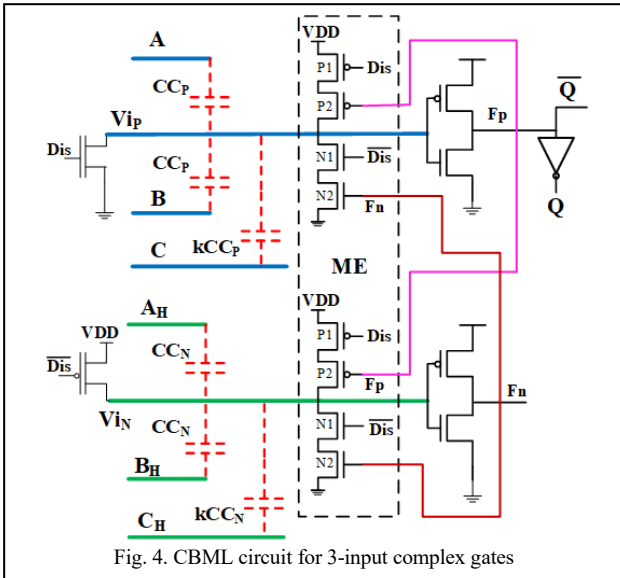 A
VDD
CCP
P1
Dis
P2
Fp
Q
ViP
Dis
CCP
N1
Dis
N2
Fn
B
Q
C
kCCP
ME
AH
VDD
VDD
Dis
CCN
P1
Dis
P2
Fp
Fn
ViN
CCN
N1
Dis
BH
N2
kCCN
CH
Fig. 4. CBML circuit for 3-input complex gates